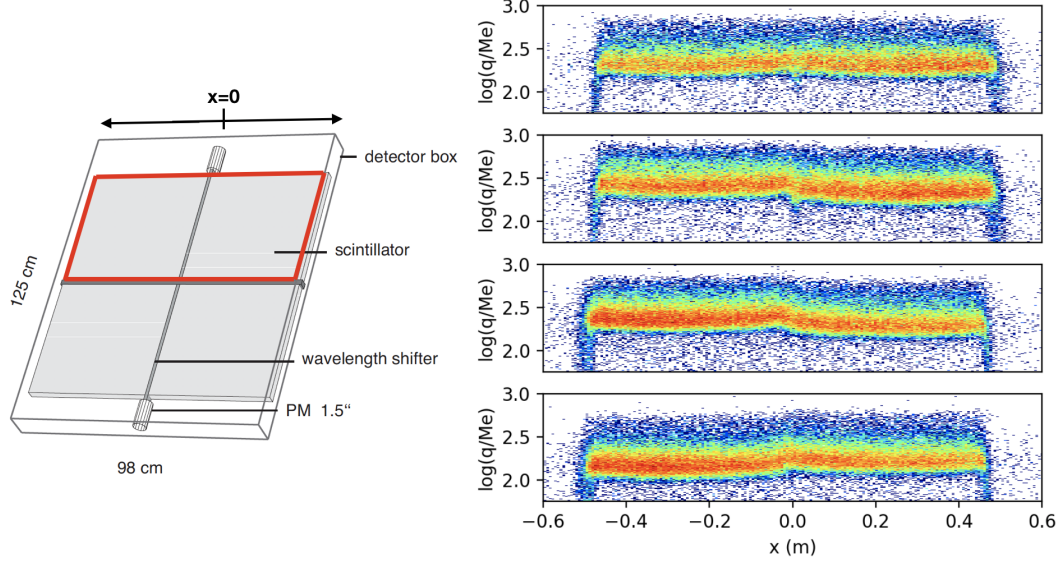 x=0
detector box
scintillator
125 cm
wavelength shifter
PM 1.5“
98 cm
3.0
2.5
2.0
log(q/Me)
3.0
2.5
2.0
log(q/Me)
3.0
2.5
2.0
log(q/Me)
3.0
2.5
2.0
log(q/Me)
−0.6 −0.4 −0.2 0.0 0.2 0.4 0.6
x (m)